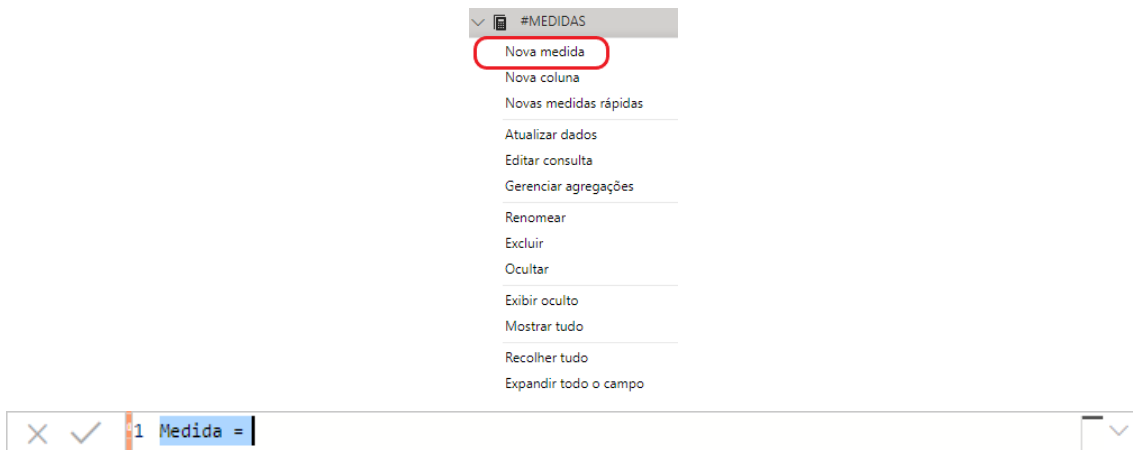 #MEDIDAS
Nova medida
Nova coluna
Novas medidas rápidas
Atualizar dados
Editar consulta
Gerenciar agregações
Renomear
Excluir
Ocultar
Exibir oculto
Mostrar tudo
Recolher tudo
Expandir todo o campo
1 Medida =